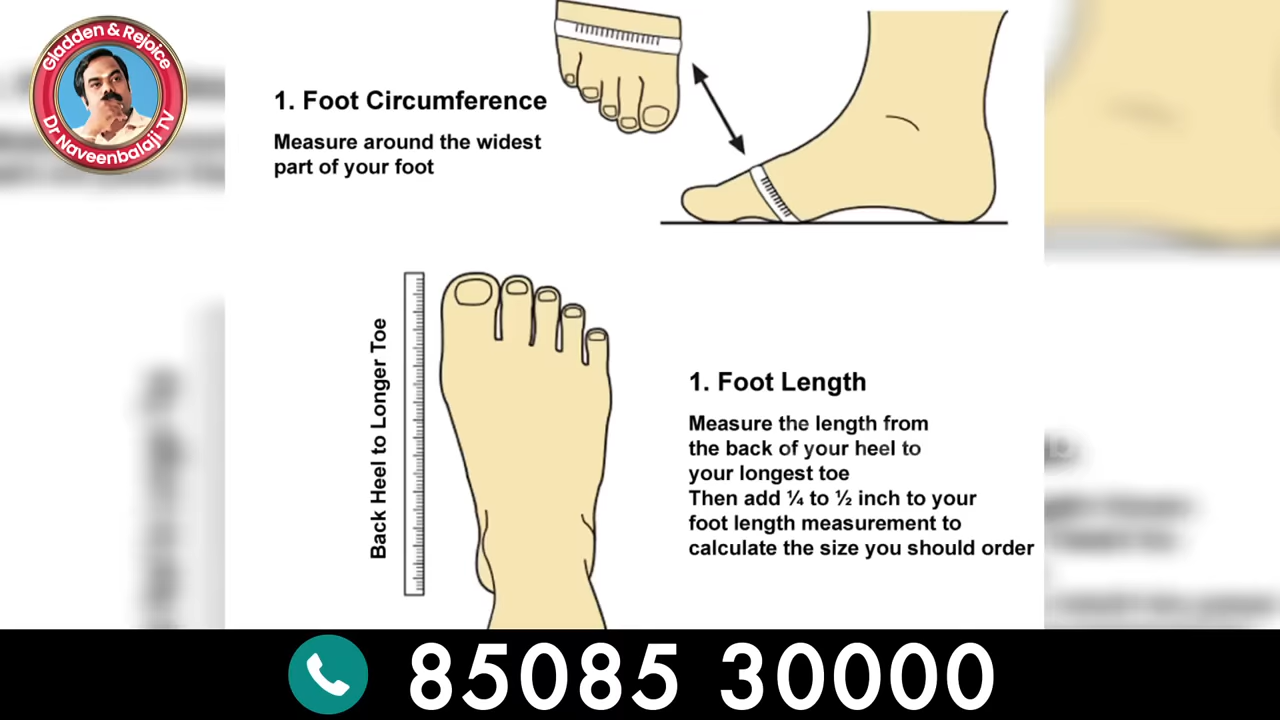 Gladden & Rejoice
Dr Naveenbalaji TV
1. Foot Circumference
Measure around the widest
part of your foot
Back Heel to Longer Toe
1. Foot Length
Measure the length from
the back of your heel to
your longest toe
Then add ¼ to ½ inch to your
foot length measurement to
calculate the size you should order
85085 30000